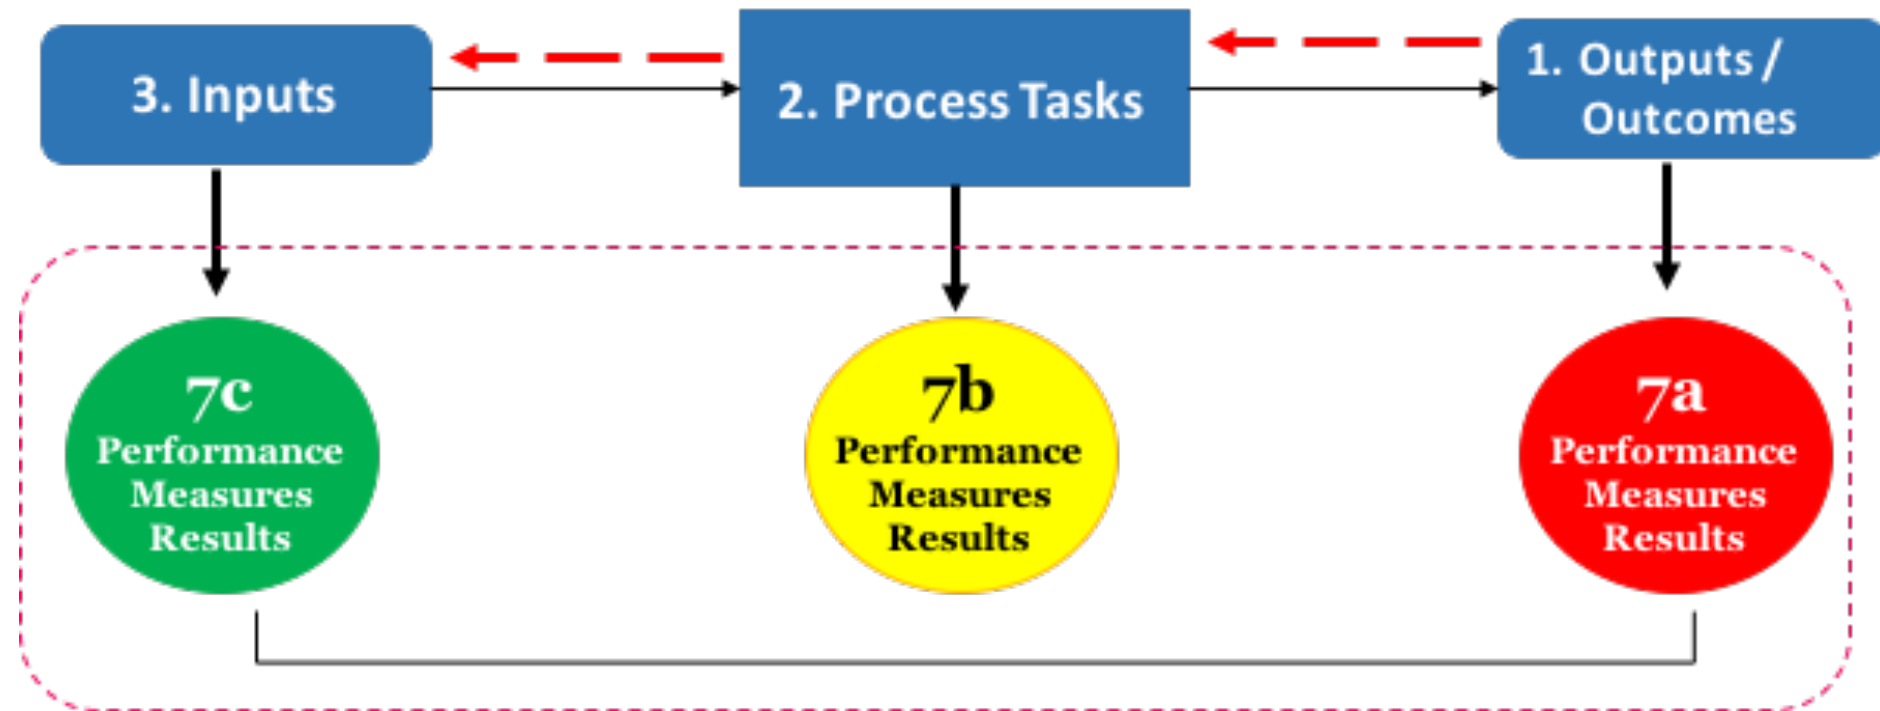 3. Inputs
2. Process Tasks
1. Outputs /
Outcomes
7c
Performance
Measures
Results
7b
Performance
Measures
Results
7a
Performance
Measures
Results